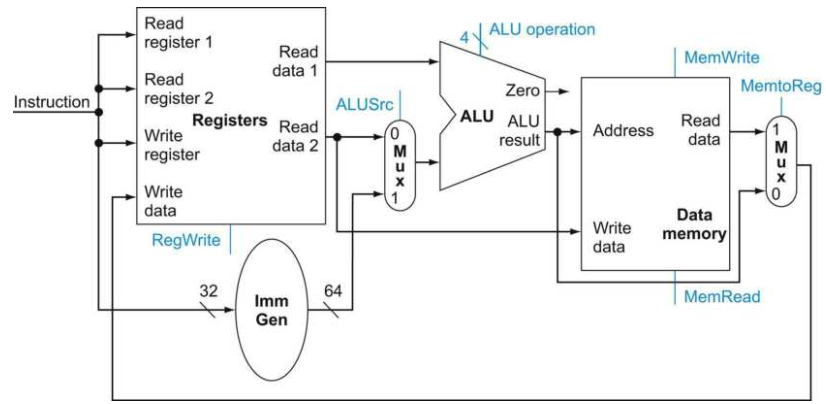 Instruction
Read
register 1
Read
register 2
Write
register
Write
data
Registers
Read
data 1
Read
data 2
RegWrite
32
Imm
Gen
64
ALUSrc
0
M
u
x
1
4
ALU operation
ALU
Zero
ALU
result
MemWrite
Address
Read
data
Write
data
Data
memory
MemRead
MemtoReg
1
M
u
x
0